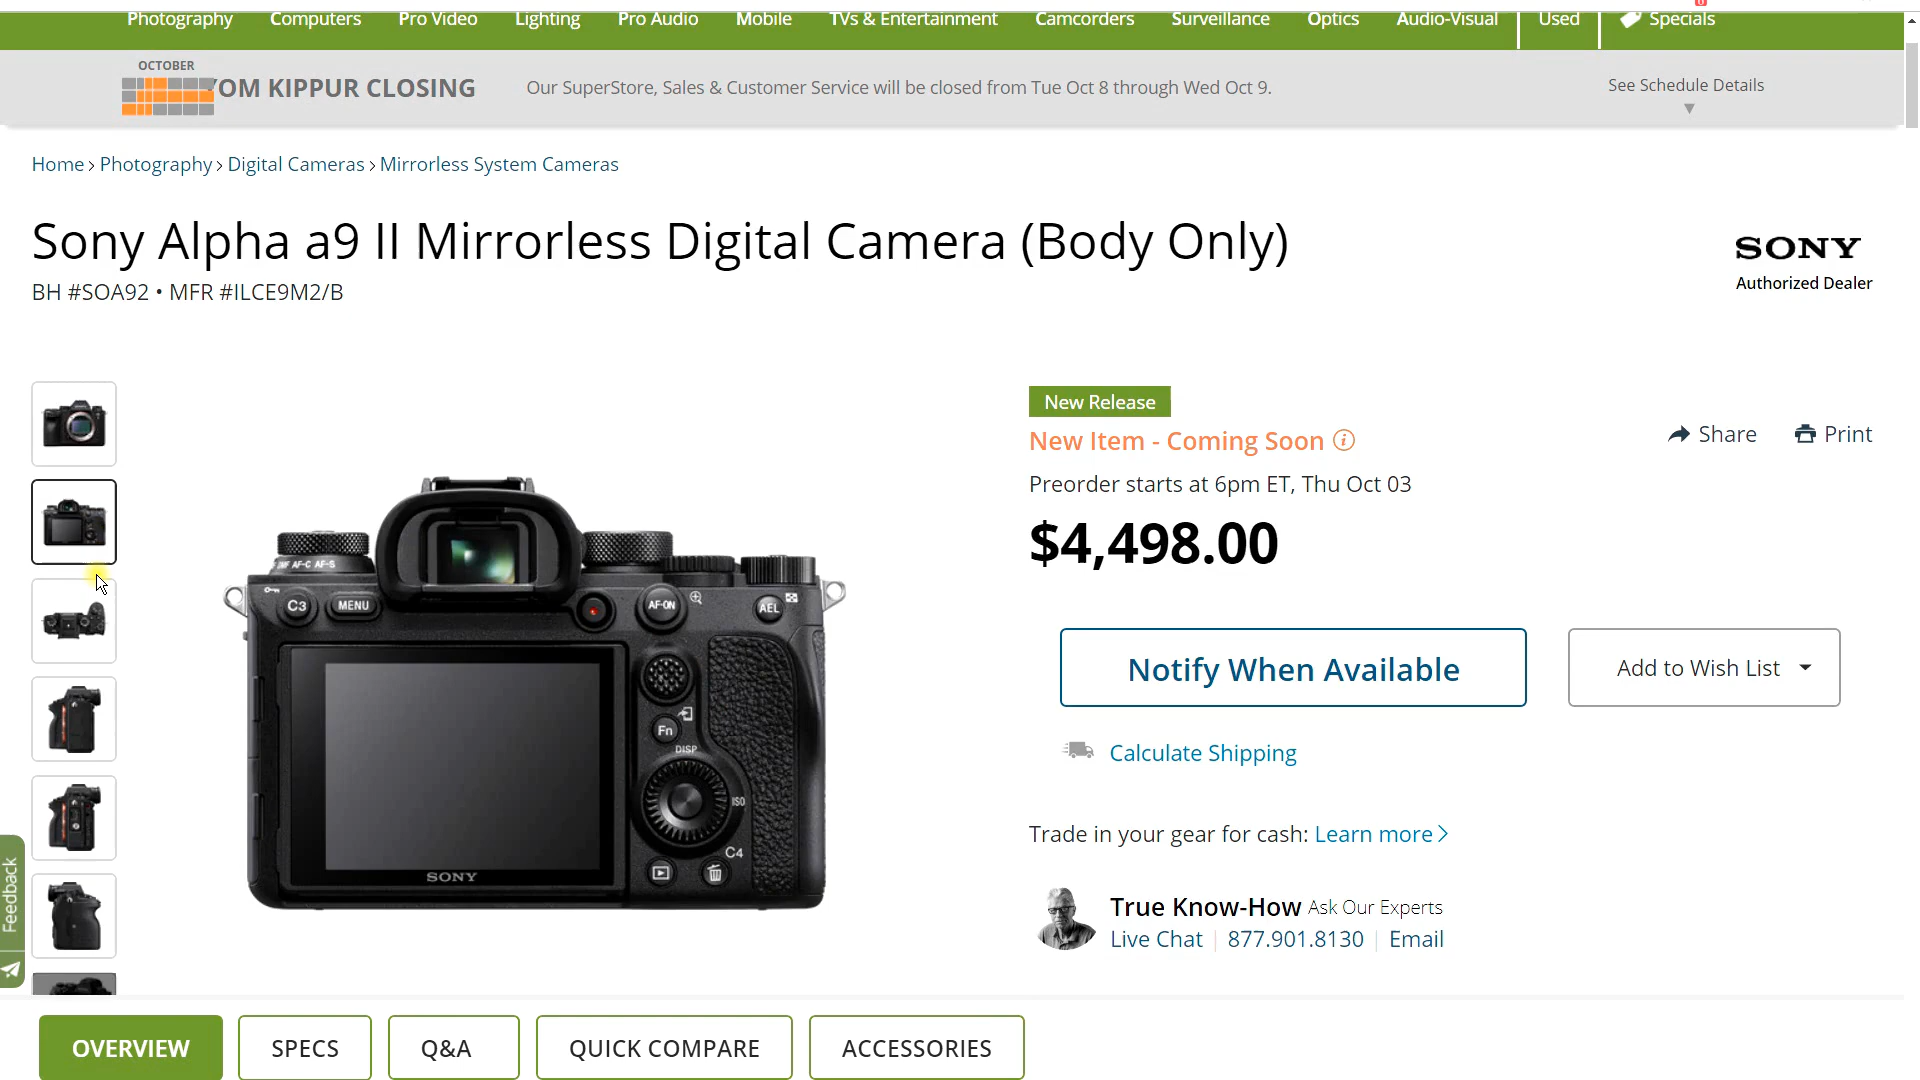 Photography Computers Pro Video Lighting Pro Audio Mobile TVs & Entertainment Camcorders Surveillance Optics Audio-Visual Used Specials
OCTOBER
YOM KIPPUR CLOSING
Our SuperStore, Sales & Customer Service will be closed from Tue Oct 8 through Wed Oct 9.
See Schedule Details
Home › Photography › Digital Cameras › Mirrorless System Cameras
Sony Alpha a9 II Mirrorless Digital Camera (Body Only)
BH #SOA92 • MFR #ILCE9M2/B
SONY
Authorized Dealer
New Release
New Item - Coming Soon
Share
Print
Preorder starts at 6pm ET, Thu Oct 03
$4,498.00
Notify When Available
Add to Wish List
Calculate Shipping
Trade in your gear for cash: Learn more
True Know-How Ask Our Experts
Live Chat | 877.901.8130 | Email
MF AF-C AF-S
C3
MENU
AF-ON
AEL
Fn
DISP
ISO
C4
SONY
Feedback
OVERVIEW
SPECS
Q&A
QUICK COMPARE
ACCESSORIES